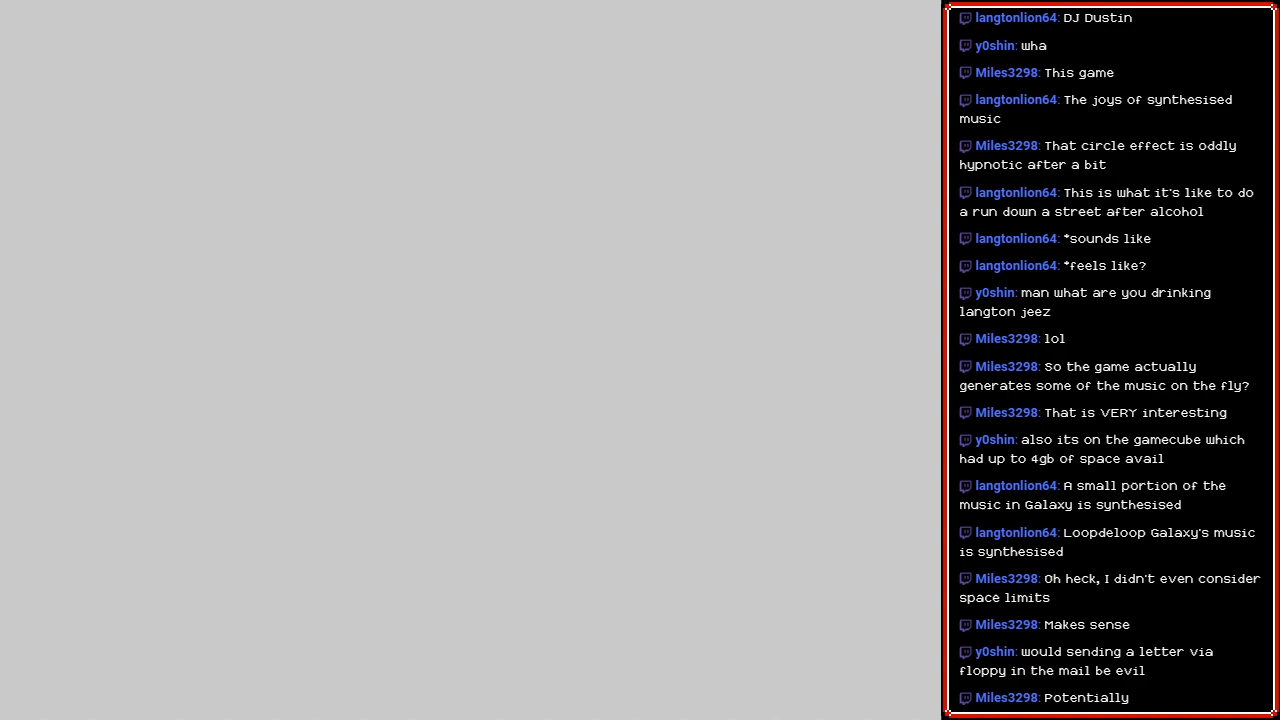 langtonlion64: DJ Dustin
y0shin: wha
Miles3298: This game
langtonlion64: The joys of synthesised
music
Miles3298: That circle effect is oddly
hypnotic after a bit
langtonlion64: This is what it's like to do
a run down a street after alcohol
langtonlion64: *sounds like
langtonlion64: *feels like?
y0shin: man what are you drinking
langton jeez
Miles3298: lol
Miles3298: So the game actually
generates some of the music on the fly?
Miles3298: That is VERY interesting
y0shin: also its on the gamecube which
had up to 4gb of space avail
langtonlion64: A small portion of the
music in Galaxy is synthesised
langtonlion64: Loopdeloop Galaxy's music
is synthesised
Miles3298: Oh heck, I didn't even consider
space limits
Miles3298: Makes sense
y0shin: would sending a letter via
floppy in the mail be evil
Miles3298: Potentially